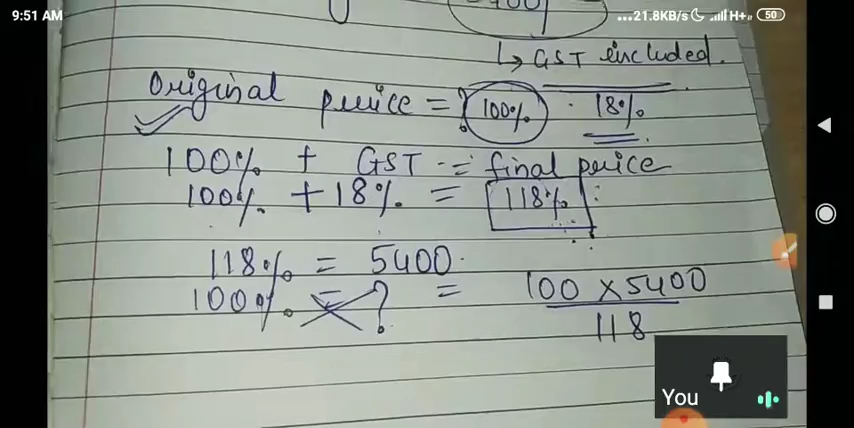 9:51 AM
...21.8KB/s H+ 50
↳ GST included.
Original price = ? 100% · 18%
100% + GST = final price
100% + 18% = 118%
118% = 5400
100% = ? = 100 x 5400
118
You